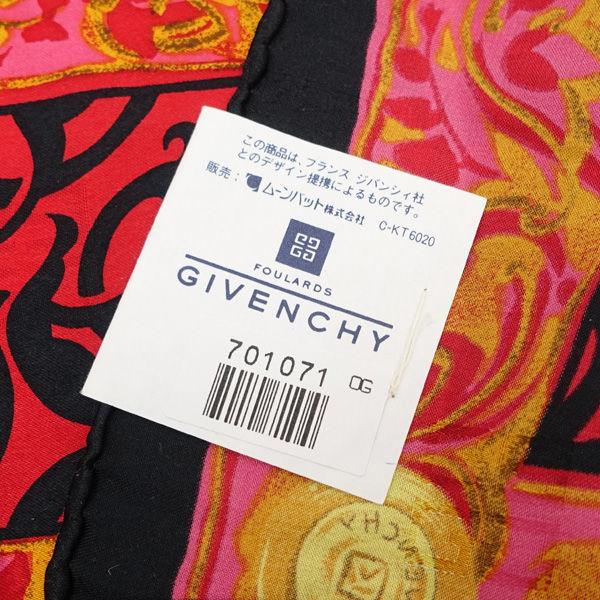 この商品は、フランス ジバンシィ社
とのデザイン提携によるものです。
販売： ムーンバット株式会社 C-KT6020
FOULARDS
GIVENCHY
701071 OG